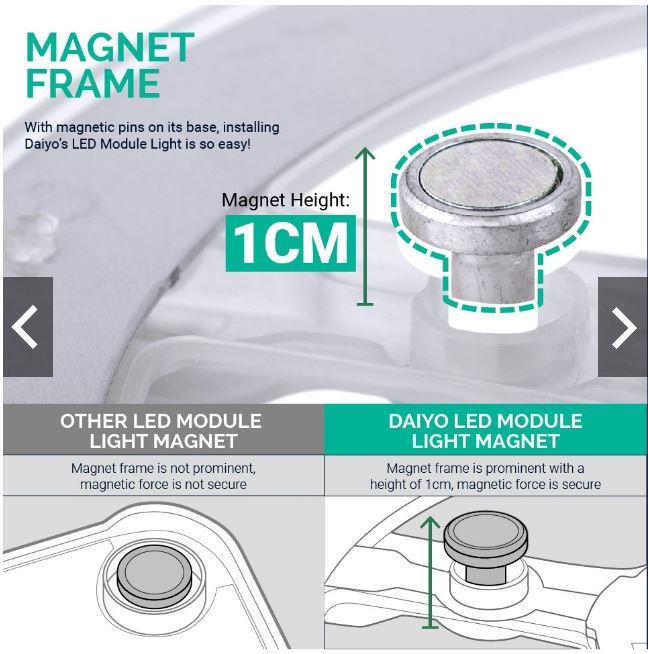 MAGNET
FRAME
With magnetic pins on its base, installing
Daiyo's LED Module Light is so easy!
Magnet Height:
1CM
OTHER LED MODULE
LIGHT MAGNET
Magnet frame is not prominent,
magnetic force is not secure
DAIYO LED MODULE
LIGHT MAGNET
Magnet frame is prominent with a
height of 1cm, magnetic force is secure